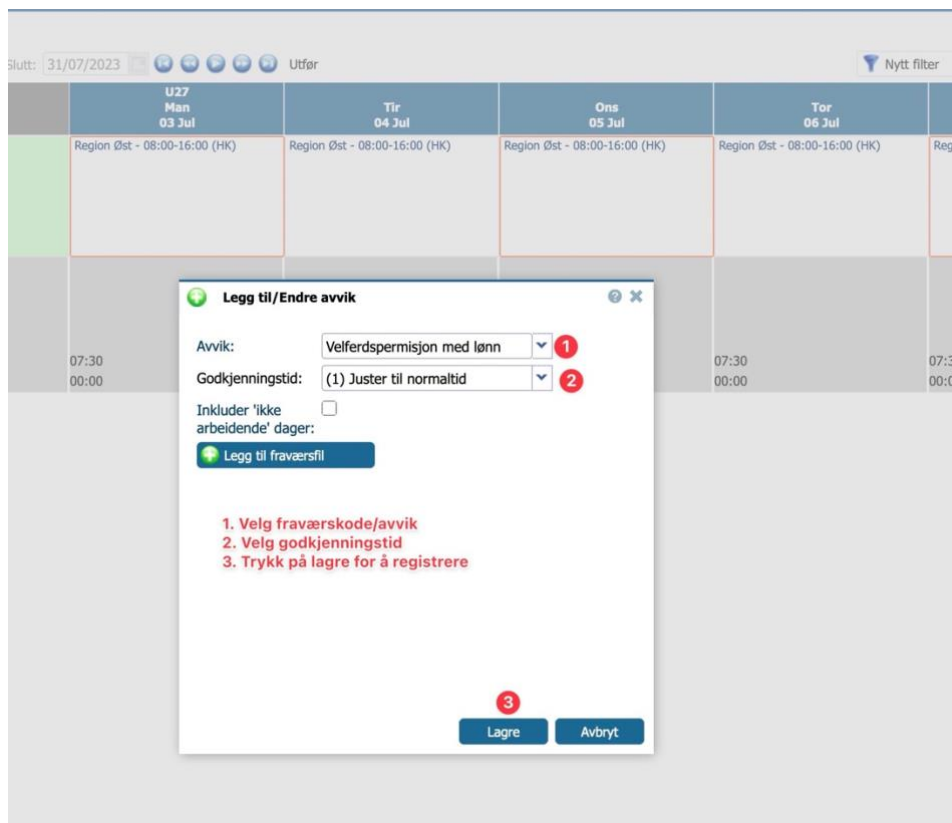 Slutt: 31/07/2023 Utfør Nytt filter
U27
Man
03 Jul
Tir
04 Jul
Ons
05 Jul
Tor
06 Jul
Region Øst - 08:00-16:00 (HK) Region Øst - 08:00-16:00 (HK) Region Øst - 08:00-16:00 (HK) Region Øst - 08:00-16:00 (HK) Reg
Legg til/Endre avvik
Avvik: Velferdspermisjon med lønn 1
07:30 07:30
Godkjenningstid: (1) Juster til normaltid 2
00:00 00:00
Inkluder 'ikke
arbeidende' dager:
Legg til fraværsfil
1. Velg fraværskode/avvik
2. Velg godkjenningstid
3. Trykk på lagre for å registrere
3
Lagre Avbryt